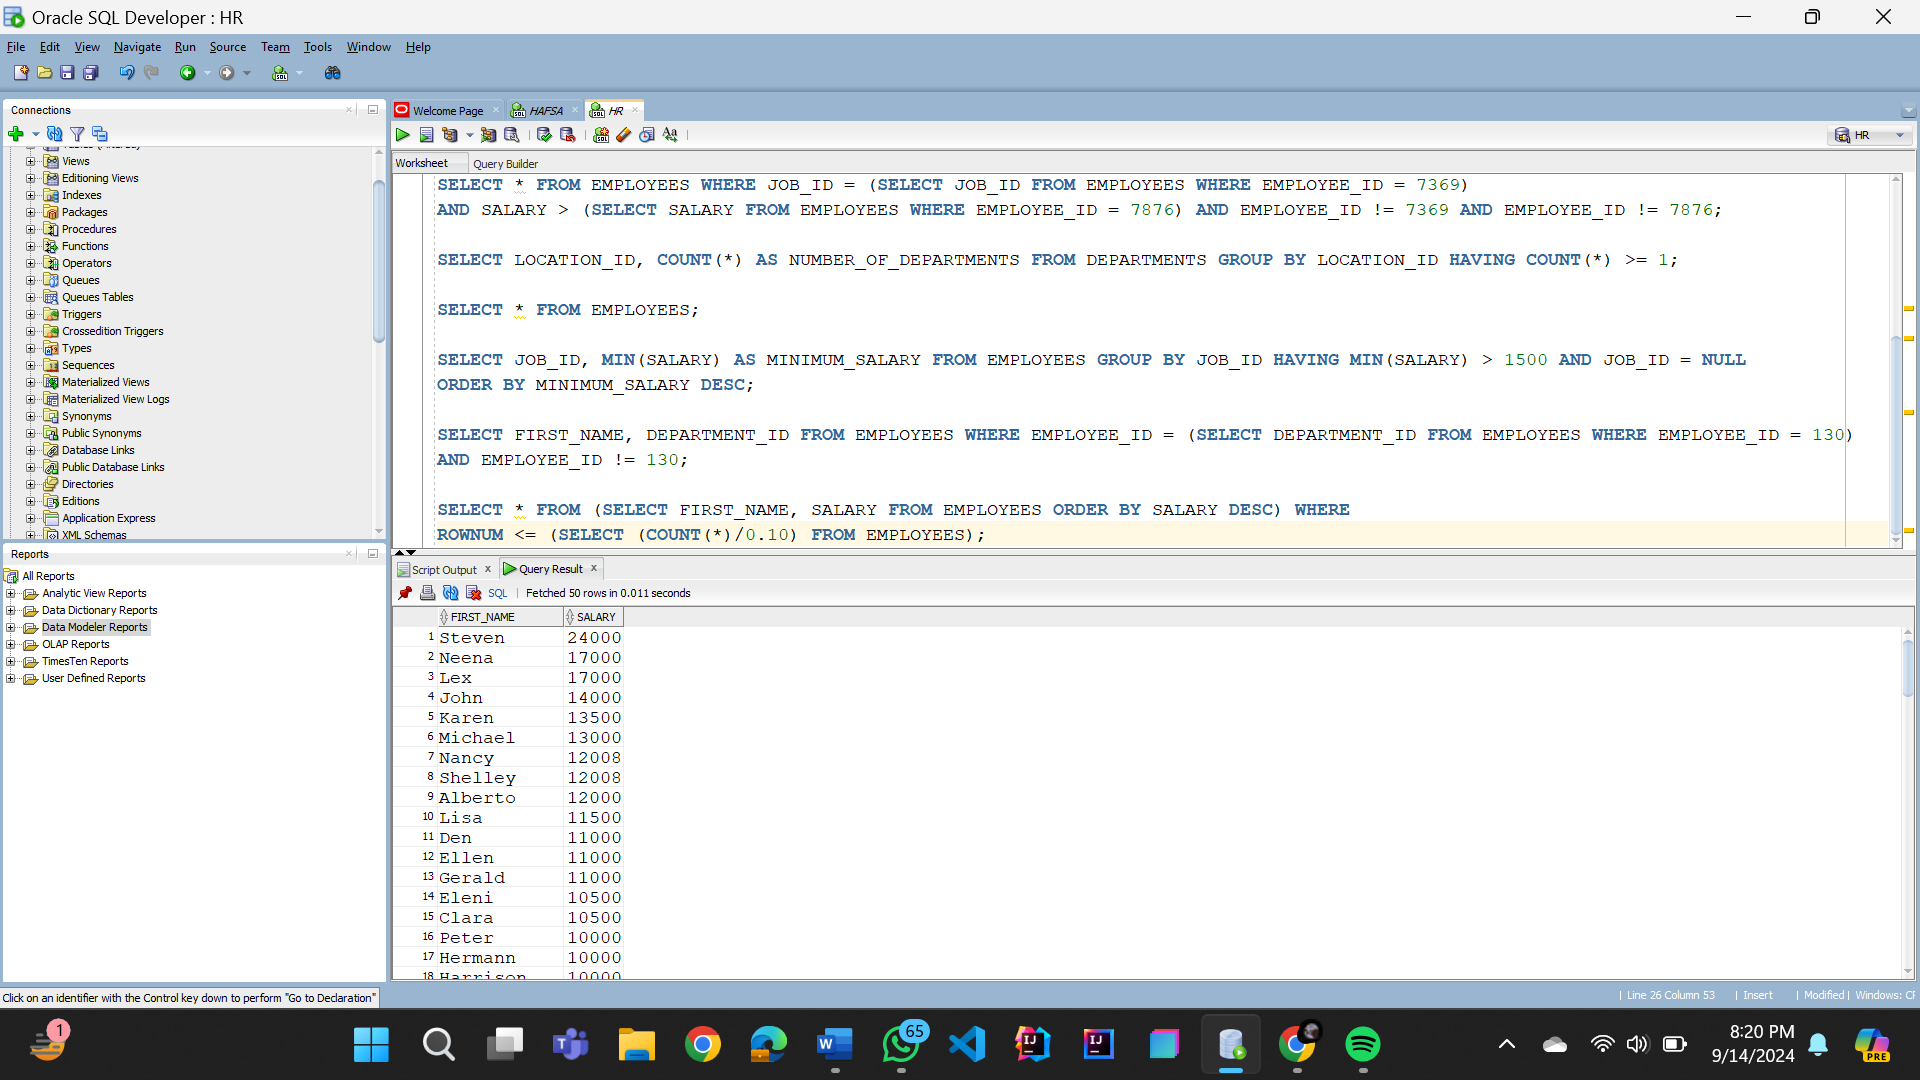 Oracle SQL Developer : HR
File Edit View Navigate Run Source Team Tools Window Help
Connections
Views
Editioning Views
Indexes
Packages
Procedures
Functions
Operators
Queues
Queues Tables
Triggers
Crossedition Triggers
Types
Sequences
Materialized Views
Materialized View Logs
Synonyms
Public Synonyms
Database Links
Public Database Links
Directories
Editions
Application Express
XML Schemas
Reports
All Reports
Analytic View Reports
Data Dictionary Reports
Data Modeler Reports
OLAP Reports
TimesTen Reports
User Defined Reports
Welcome Page HAFSA HR
HR
Worksheet Query Builder
SELECT * FROM EMPLOYEES WHERE JOB_ID = (SELECT JOB_ID FROM EMPLOYEES WHERE EMPLOYEE_ID = 7369)
AND SALARY > (SELECT SALARY FROM EMPLOYEES WHERE EMPLOYEE_ID = 7876) AND EMPLOYEE_ID != 7369 AND EMPLOYEE_ID != 7876;
SELECT LOCATION_ID, COUNT(*) AS NUMBER_OF_DEPARTMENTS FROM DEPARTMENTS GROUP BY LOCATION_ID HAVING COUNT(*) >= 1;
SELECT * FROM EMPLOYEES;
SELECT JOB_ID, MIN(SALARY) AS MINIMUM_SALARY FROM EMPLOYEES GROUP BY JOB_ID HAVING MIN(SALARY) > 1500 AND JOB_ID = NULL
ORDER BY MINIMUM_SALARY DESC;
SELECT FIRST_NAME, DEPARTMENT_ID FROM EMPLOYEES WHERE EMPLOYEE_ID = (SELECT DEPARTMENT_ID FROM EMPLOYEES WHERE EMPLOYEE_ID = 130)
AND EMPLOYEE_ID != 130;
SELECT * FROM (SELECT FIRST_NAME, SALARY FROM EMPLOYEES ORDER BY SALARY DESC) WHERE
ROWNUM <= (SELECT (COUNT(*)/0.10) FROM EMPLOYEES);
Script Output Query Result
SQL Fetched 50 rows in 0.011 seconds
FIRST_NAME SALARY
1 Steven 24000
2 Neena 17000
3 Lex 17000
4 John 14000
5 Karen 13500
6 Michael 13000
7 Nancy 12008
8 Shelley 12008
9 Alberto 12000
10 Lisa 11500
11 Den 11000
12 Ellen 11000
13 Gerald 11000
14 Eleni 10500
15 Clara 10500
16 Peter 10000
17 Hermann 10000
18 Harrison 10000
Click on an identifier with the Control key down to perform "Go to Declaration"
Line 26 Column 53 Insert Modified Windows:
1
65
8:20 PM
9/14/2024
PRE